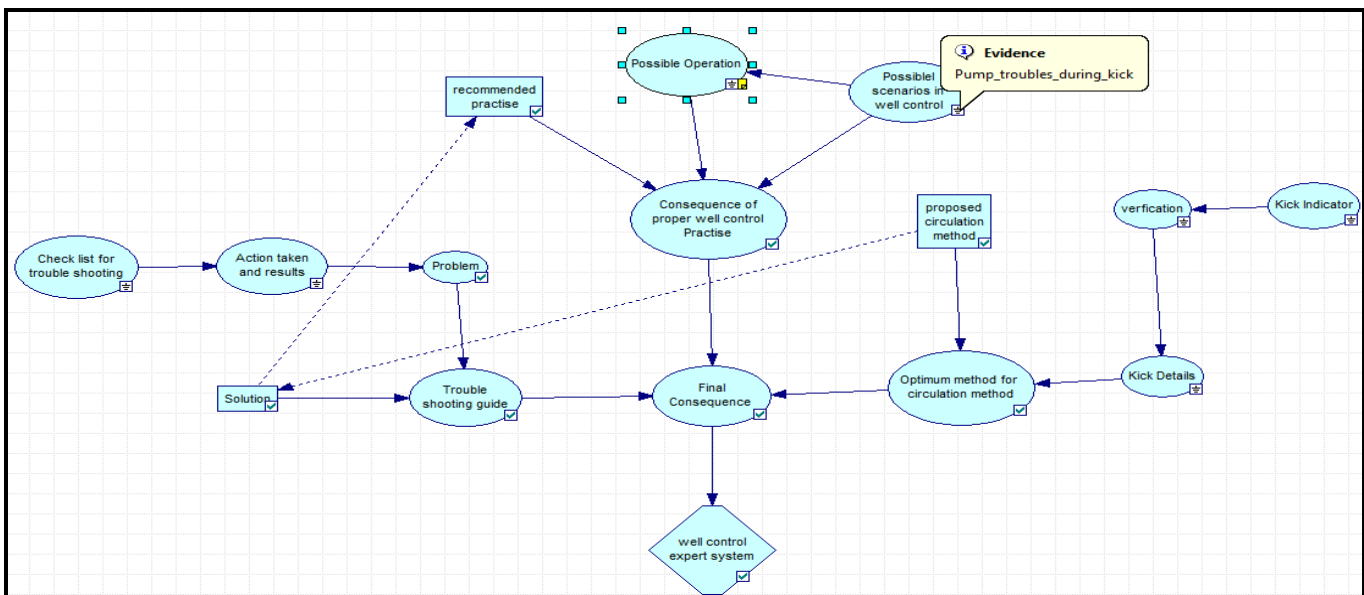 Possible Operation
Evidence
Pump_troubles_during_kick
Possiblel
scenarios in
well control
recommended
practise
Consequence of
proper well control
Practise
proposed
circulation
method
verfication
Kick Indicator
Check list for
trouble shooting
Action taken
and results
Problem
Solution
Trouble
shooting guide
Final
Consequence
Optimum method for
circulation method
Kick Details
well control
expert system